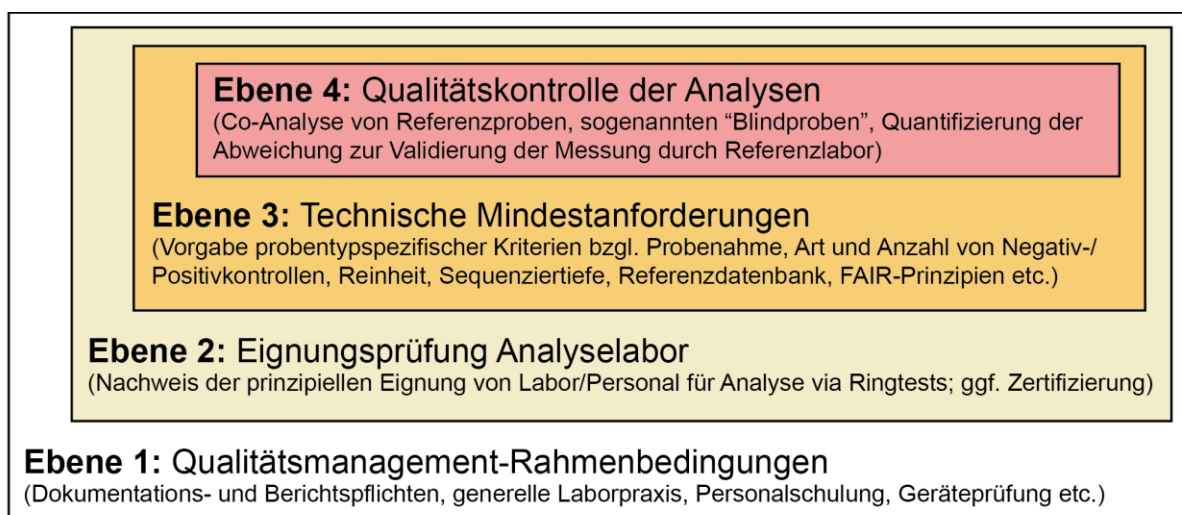 Ebene 4: Qualitätskontrolle der Analysen
(Co-Analyse von Referenzproben, sogenannten “Blindproben”, Quantifizierung der
Abweichung zur Validierung der Messung durch Referenzlabor)
Ebene 3: Technische Mindestanforderungen
(Vorgabe probentypspezifischer Kriterien bzgl. Probenahme, Art und Anzahl von Negativ-/
Positivkontrollen, Reinheit, Sequenziertiefe, Referenzdatenbank, FAIR-Prinzipien etc.)
Ebene 2: Eignungsprüfung Analyselabor
(Nachweis der prinzipiellen Eignung von Labor/Personal für Analyse via Ringtests; ggf. Zertifizierung)
Ebene 1: Qualitätsmanagement-Rahmenbedingungen
(Dokumentations- und Berichtspflichten, generelle Laborpraxis, Personalschulung, Geräteprüfung etc.)